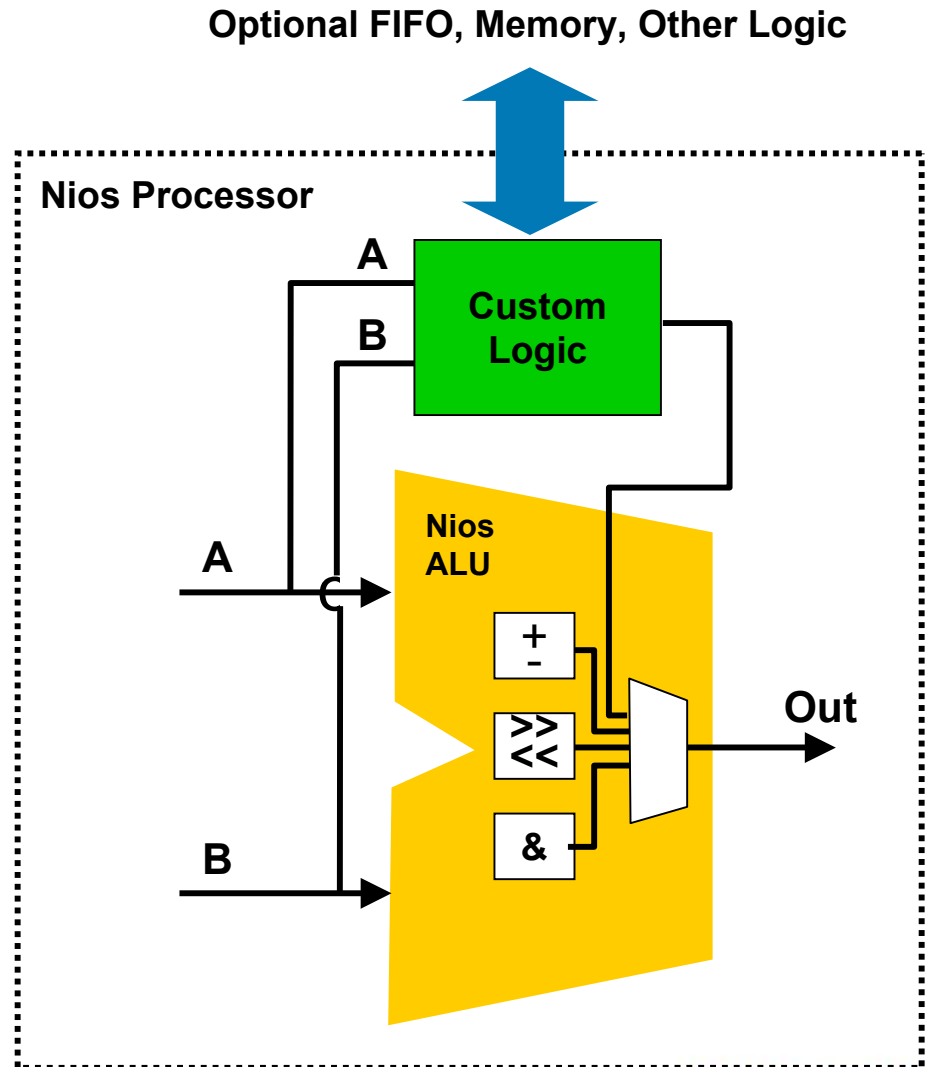 Optional FIFO, Memory, Other Logic
Nios Processor
A
B
Custom
Logic
Nios
ALU
A
+
-
>>
<<
Out
&
B